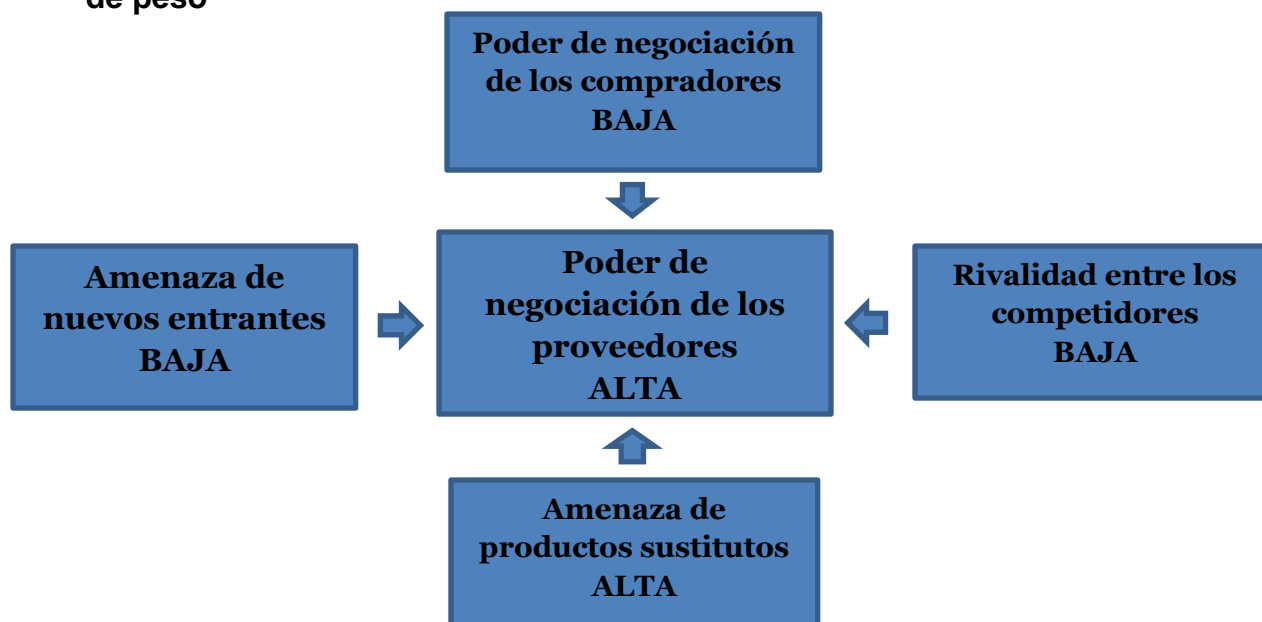 de peso
Poder de negociación
de los compradores
BAJA
Amenaza de
nuevos entrantes
BAJA
Poder de
negociación de los
proveedores
ALTA
Rivalidad entre los
competidores
BAJA
Amenaza de
productos sustitutos
ALTA